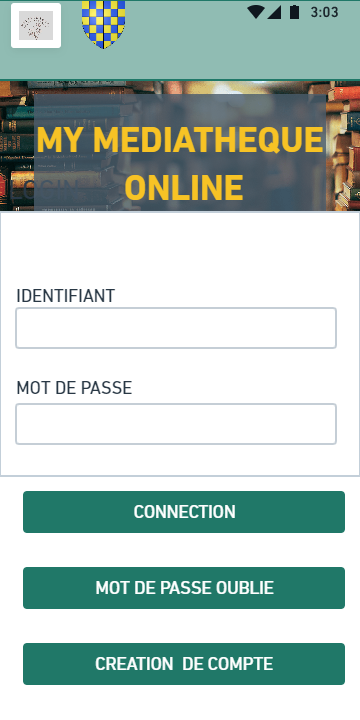 3:03
MY MEDIATHEQUE
ONLINE
IDENTIFIANT
MOT DE PASSE
CONNECTION
MOT DE PASSE OUBLIE
CREATION DE COMPTE